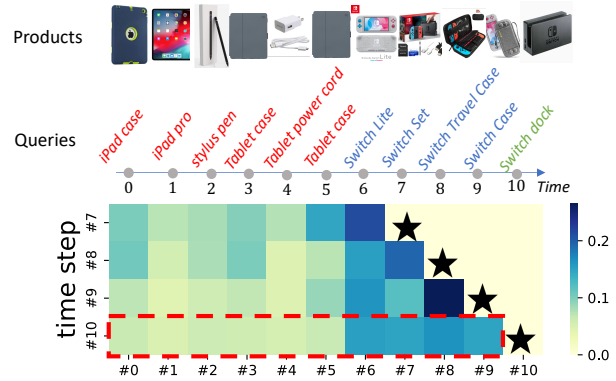 Products
Lite
Queries
iPad case
iPad pro
stylus pen
Tablet case
Tablet power cord
Tablet case
Switch Lite
Switch Set
Switch Travel Case
Switch Case
Switch dock
0 1 2 3 4 5 6 7 8 9 10 Time
time step
#7
#8
#9
#10
0.2
0.1
0.0
#0 #1 #2 #3 #4 #5 #6 #7 #8 #9 #10